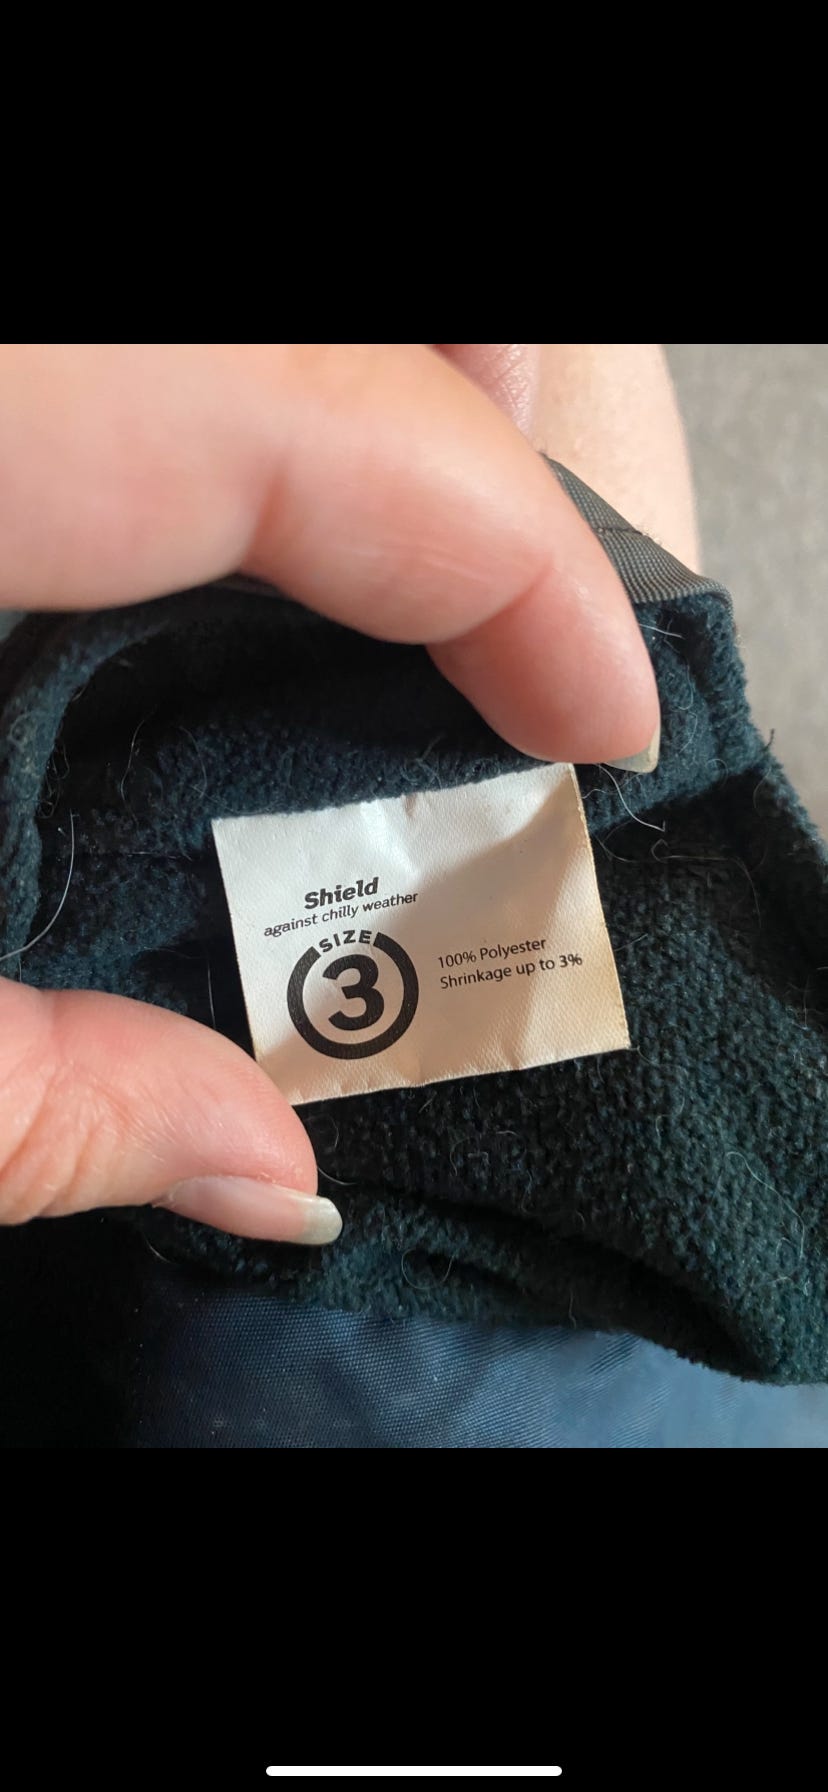 Shield
against chilly weather
SIZE
3
100% Polyester
Shrinkage up to 3%